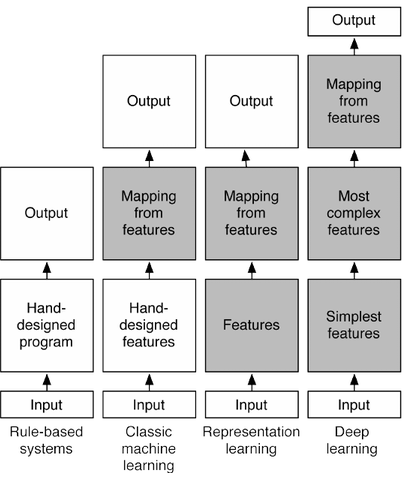 Output
Mapping
from
features
Most
complex
features
Simplest
features
Input
Deep
learning
Output
Mapping
from
features
Features
Input
Representation
learning
Output
Mapping
from
features
Hand-
designed
features
Input
Classic
machine
learning
Output
Hand-
designed
program
Input
Rule-based
systems